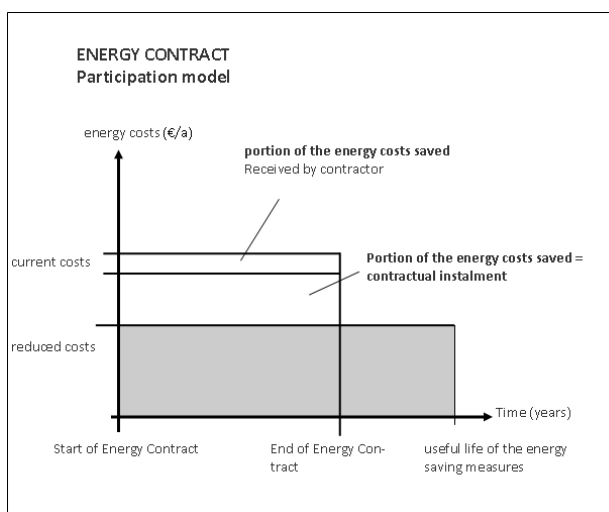 ENERGY CONTRACT
Participation model
energy costs (€/a)
portion of the energy costs saved
Received by contractor
current costs
Portion of the energy costs saved =
contractual instalment
reduced costs
Time (years)
Start of Energy Contract
End of Energy Con-
tract
useful life of the energy
saving measures